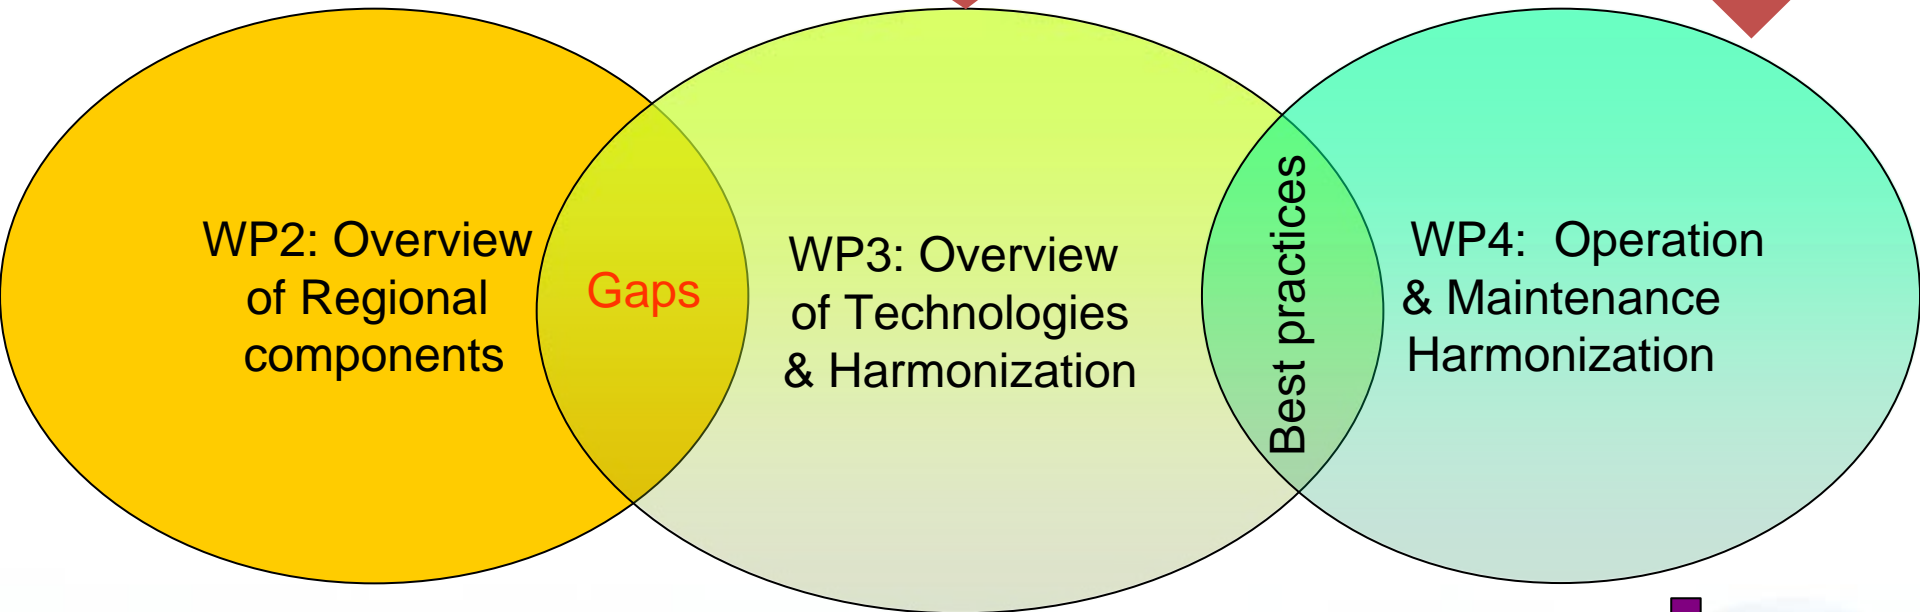 WP2: Overview
of Regional
components
Gaps
WP3: Overview
of Technologies
& Harmonization
Best practices
WP4: Operation
& Maintenance
Harmonization